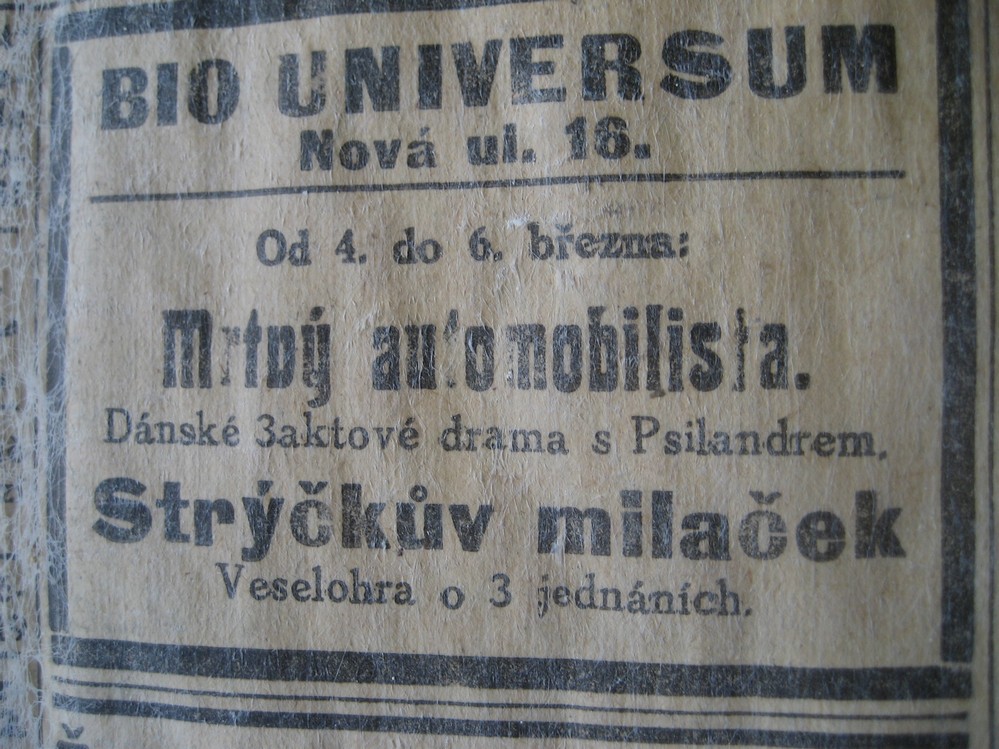 BIO UNIVERSUM
Nová ul. 16.
Od 4. do 6. března:
Mrtvý automobilista.
Dánské 3aktové drama s Psilandrem.
Strýčkův milaček
Veselohra o 3 jednáních.